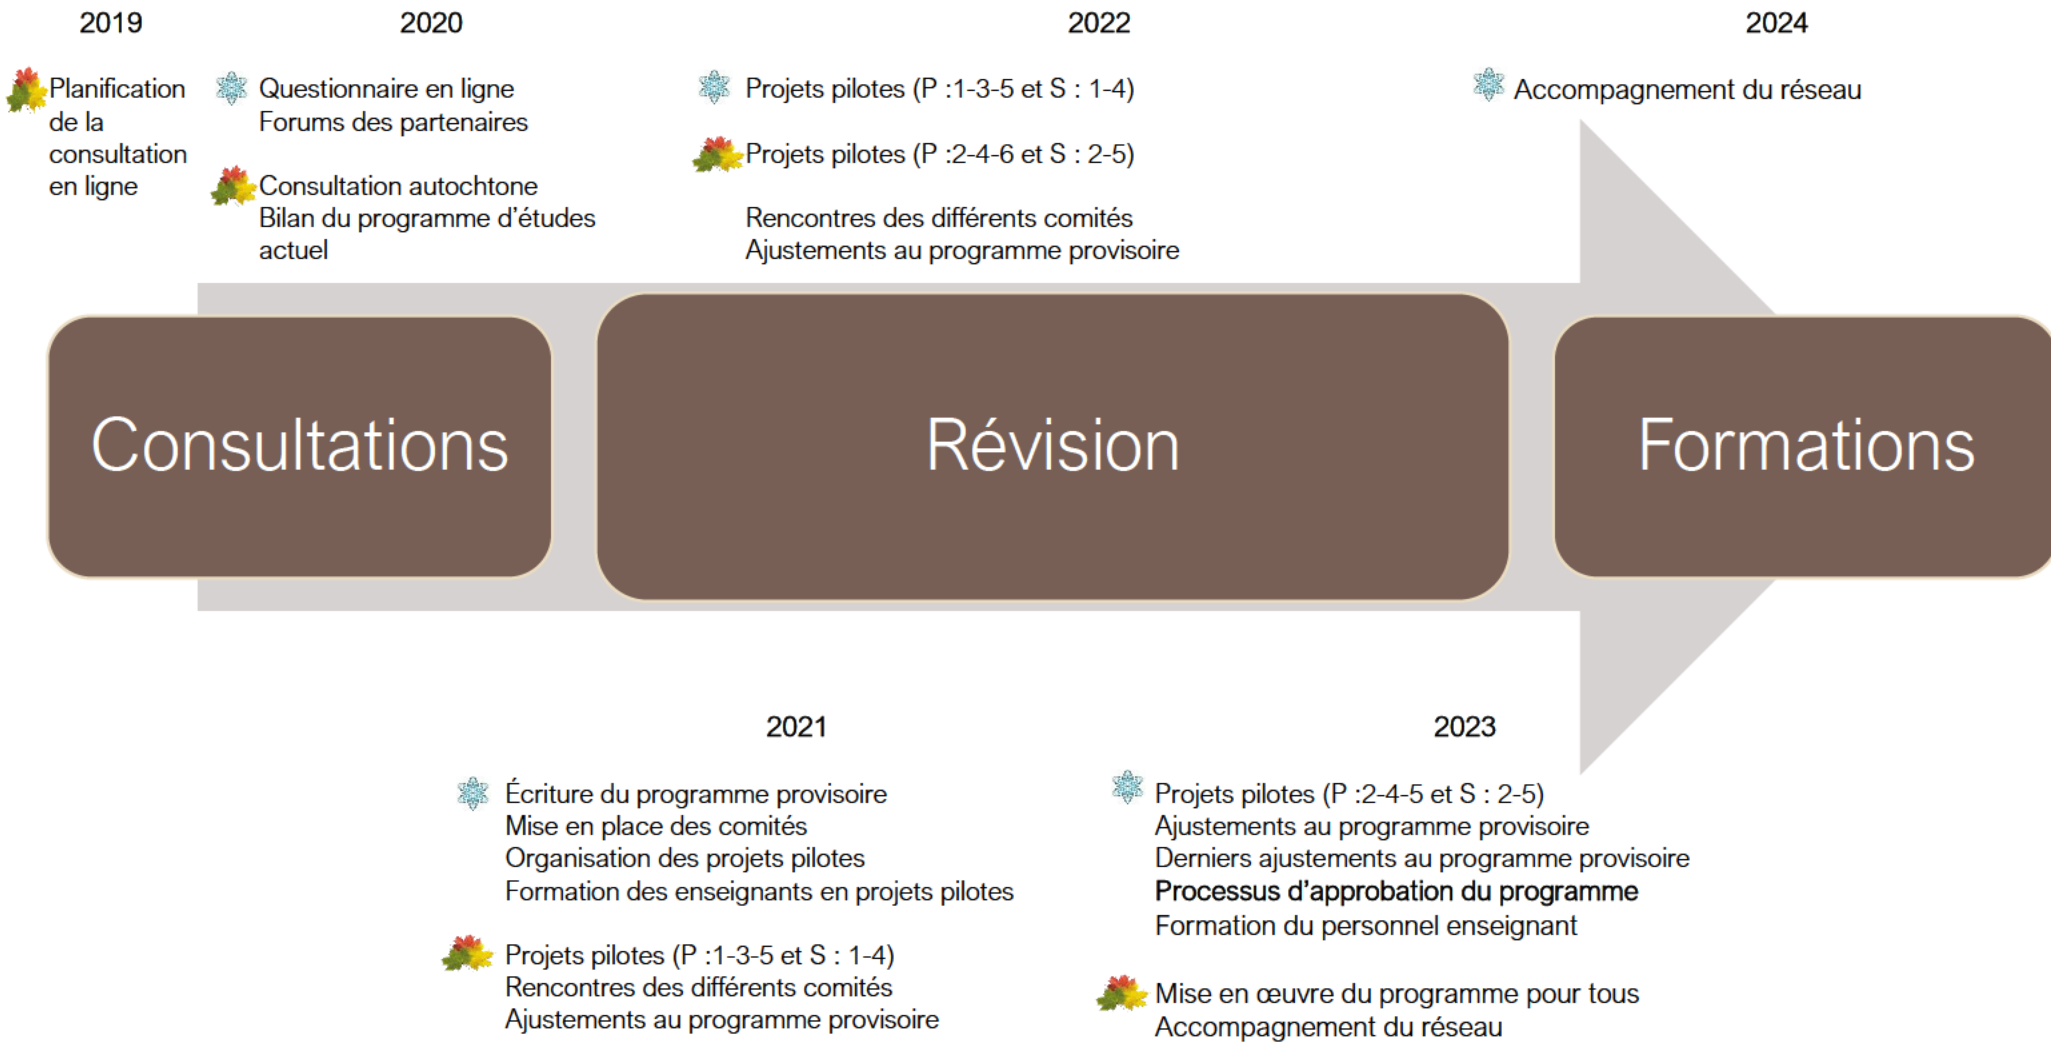 2019
Planification
de la
consultation
en ligne
2020
Questionnaire en ligne
Forums des partenaires
Consultation autochtone
Bilan du programme d'études
actuel
2022
Projets pilotes (P :1-3-5 et S : 1-4)
Projets pilotes (P :2-4-6 et S : 2-5)
Rencontres des différents comités
Ajustements au programme provisoire
2024
Accompagnement du réseau
Consultations
Révision
Formations
2021
Écriture du programme provisoire
Mise en place des comités
Organisation des projets pilotes
Formation des enseignants en projets pilotes
Projets pilotes (P :1-3-5 et S : 1-4)
Rencontres des différents comités
Ajustements au programme provisoire
2023
Projets pilotes (P :2-4-5 et S : 2-5)
Ajustements au programme provisoire
Derniers ajustements au programme provisoire
Processus d'approbation du programme
Formation du personnel enseignant
Mise en œuvre du programme pour tous
Accompagnement du réseau